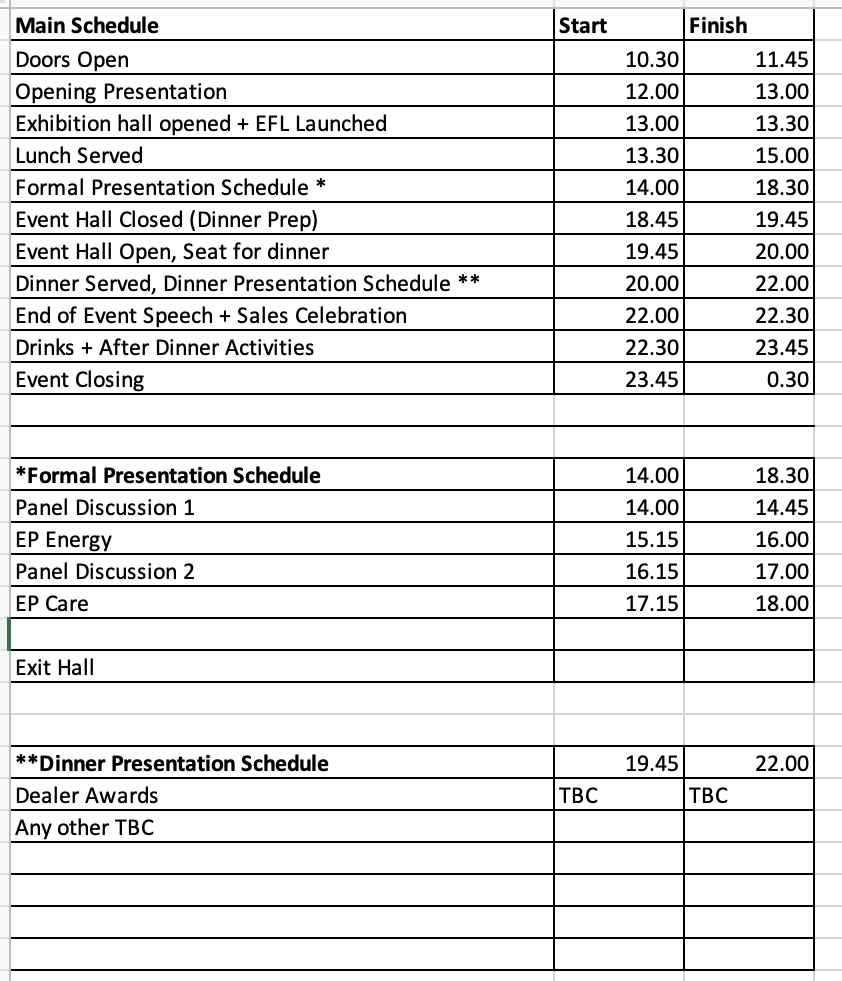 Main Schedule Start Finish
Doors Open 10.30 11.45
Opening Presentation 12.00 13.00
Exhibition hall opened + EFL Launched 13.00 13.30
Lunch Served 13.30 15.00
Formal Presentation Schedule * 14.00 18.30
Event Hall Closed (Dinner Prep) 18.45 19.45
Event Hall Open, Seat for dinner 19.45 20.00
Dinner Served, Dinner Presentation Schedule ** 20.00 22.00
End of Event Speech + Sales Celebration 22.00 22.30
Drinks + After Dinner Activities 22.30 23.45
Event Closing 23.45 0.30
*Formal Presentation Schedule 14.00 18.30
Panel Discussion 1 14.00 14.45
EP Energy 15.15 16.00
Panel Discussion 2 16.15 17.00
EP Care 17.15 18.00
Exit Hall
**Dinner Presentation Schedule 19.45 22.00
Dealer Awards TBC TBC
Any other TBC